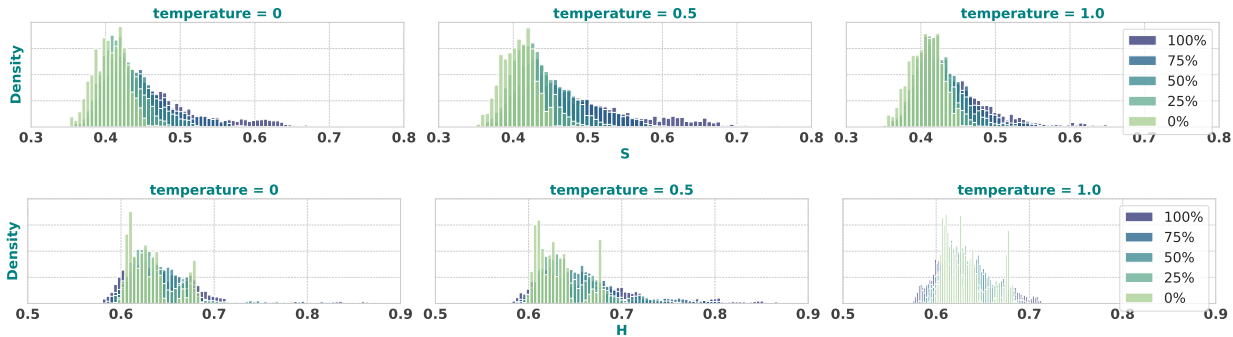 temperature = 0
temperature = 0.5
temperature = 1.0
Density
100%
75%
50%
25%
0%
0.3 0.4 0.5 0.6 0.7 0.8
0.3 0.4 0.5 0.6 0.7 0.8
0.3 0.4 0.5 0.6 0.7 0.8
S
temperature = 0
temperature = 0.5
temperature = 1.0
Density
100%
75%
50%
25%
0%
0.5 0.6 0.7 0.8 0.9
0.5 0.6 0.7 0.8 0.9
0.5 0.6 0.7 0.8 0.9
H